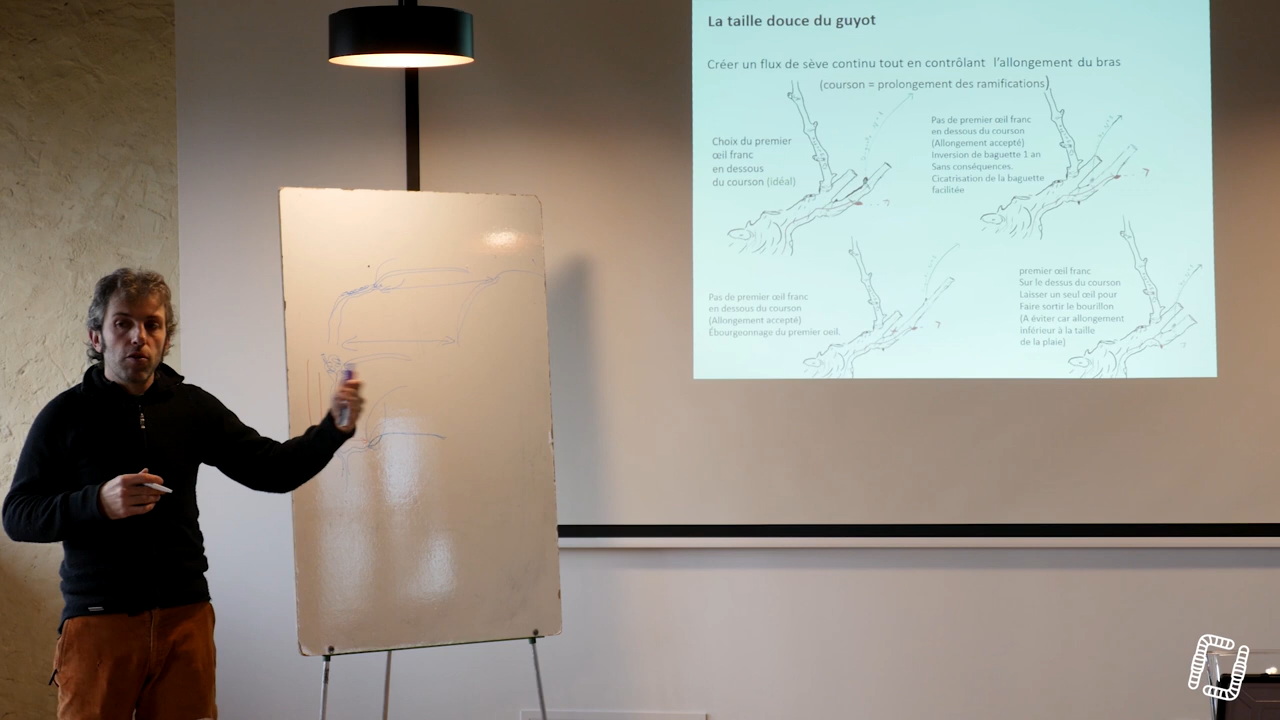 La taille douce du guyot
Créer un flux de sève continu tout en contrôlant l'allongement du bras
(courson = prolongement des ramifications)
Choix du premier
œil franc
en dessous
du courson (idéal)
Pas de premier œil franc
en dessous du courson
(Allongement accepté)
Inversion de baguette 1 an
Sans conséquences.
Cicatrisation de la baguette
facilitée
Pas de premier œil franc
en dessous du courson
(Allongement accepté)
Ébourgeonnage du premier oeil.
premier œil franc
Sur le dessus du courson
Laisser un seul œil pour
Faire sortir le bourillon
(A éviter car allongement
inférieur à la taille
de la plaie)